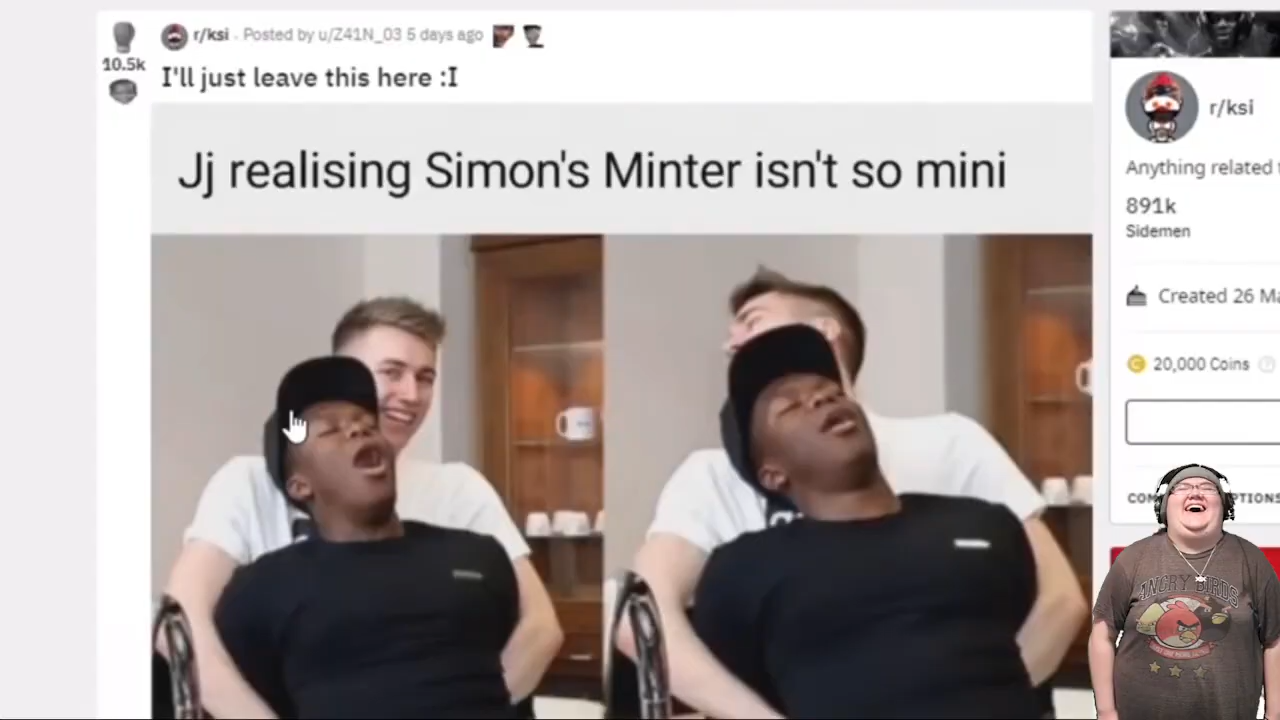 r/ksi · Posted by u/Z41N_03 5 days ago
10.5k
I'll just leave this here :I
Jj realising Simon's Minter isn't so mini
r/ksi
Anything related
891k
Sidemen
Created 26 Ma
20,000 Coins
COM
PTIONS
ANGRY BIRDS